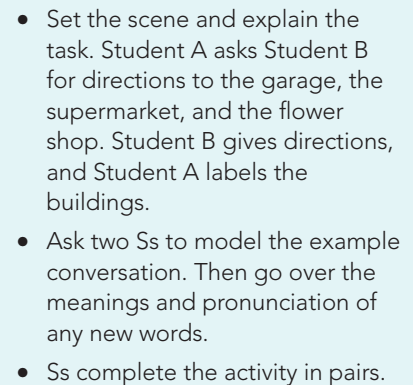 • Set the scene and explain the
task. Student A asks Student B
for directions to the garage, the
supermarket, and the flower
shop. Student B gives directions,
and Student A labels the
buildings.
• Ask two Ss to model the example
conversation. Then go over the
meanings and pronunciation of
any new words.
• Ss complete the activity in pairs.